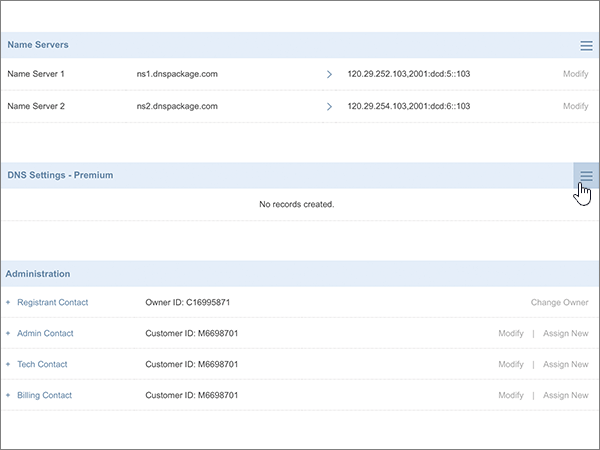 Name Servers
Name Server 1 ns1.dnspackage.com 120.29.252.103,2001:dcd:5::103 Modify
Name Server 2 ns2.dnspackage.com 120.29.254.103,2001:dcd:6::103 Modify
DNS Settings - Premium
No records created.
Administration
+ Registrant Contact Owner ID: C16995871 Change Owner
+ Admin Contact Customer ID: M6698701 Modify | Assign New
+ Tech Contact Customer ID: M6698701 Modify | Assign New
+ Billing Contact Customer ID: M6698701 Modify | Assign New